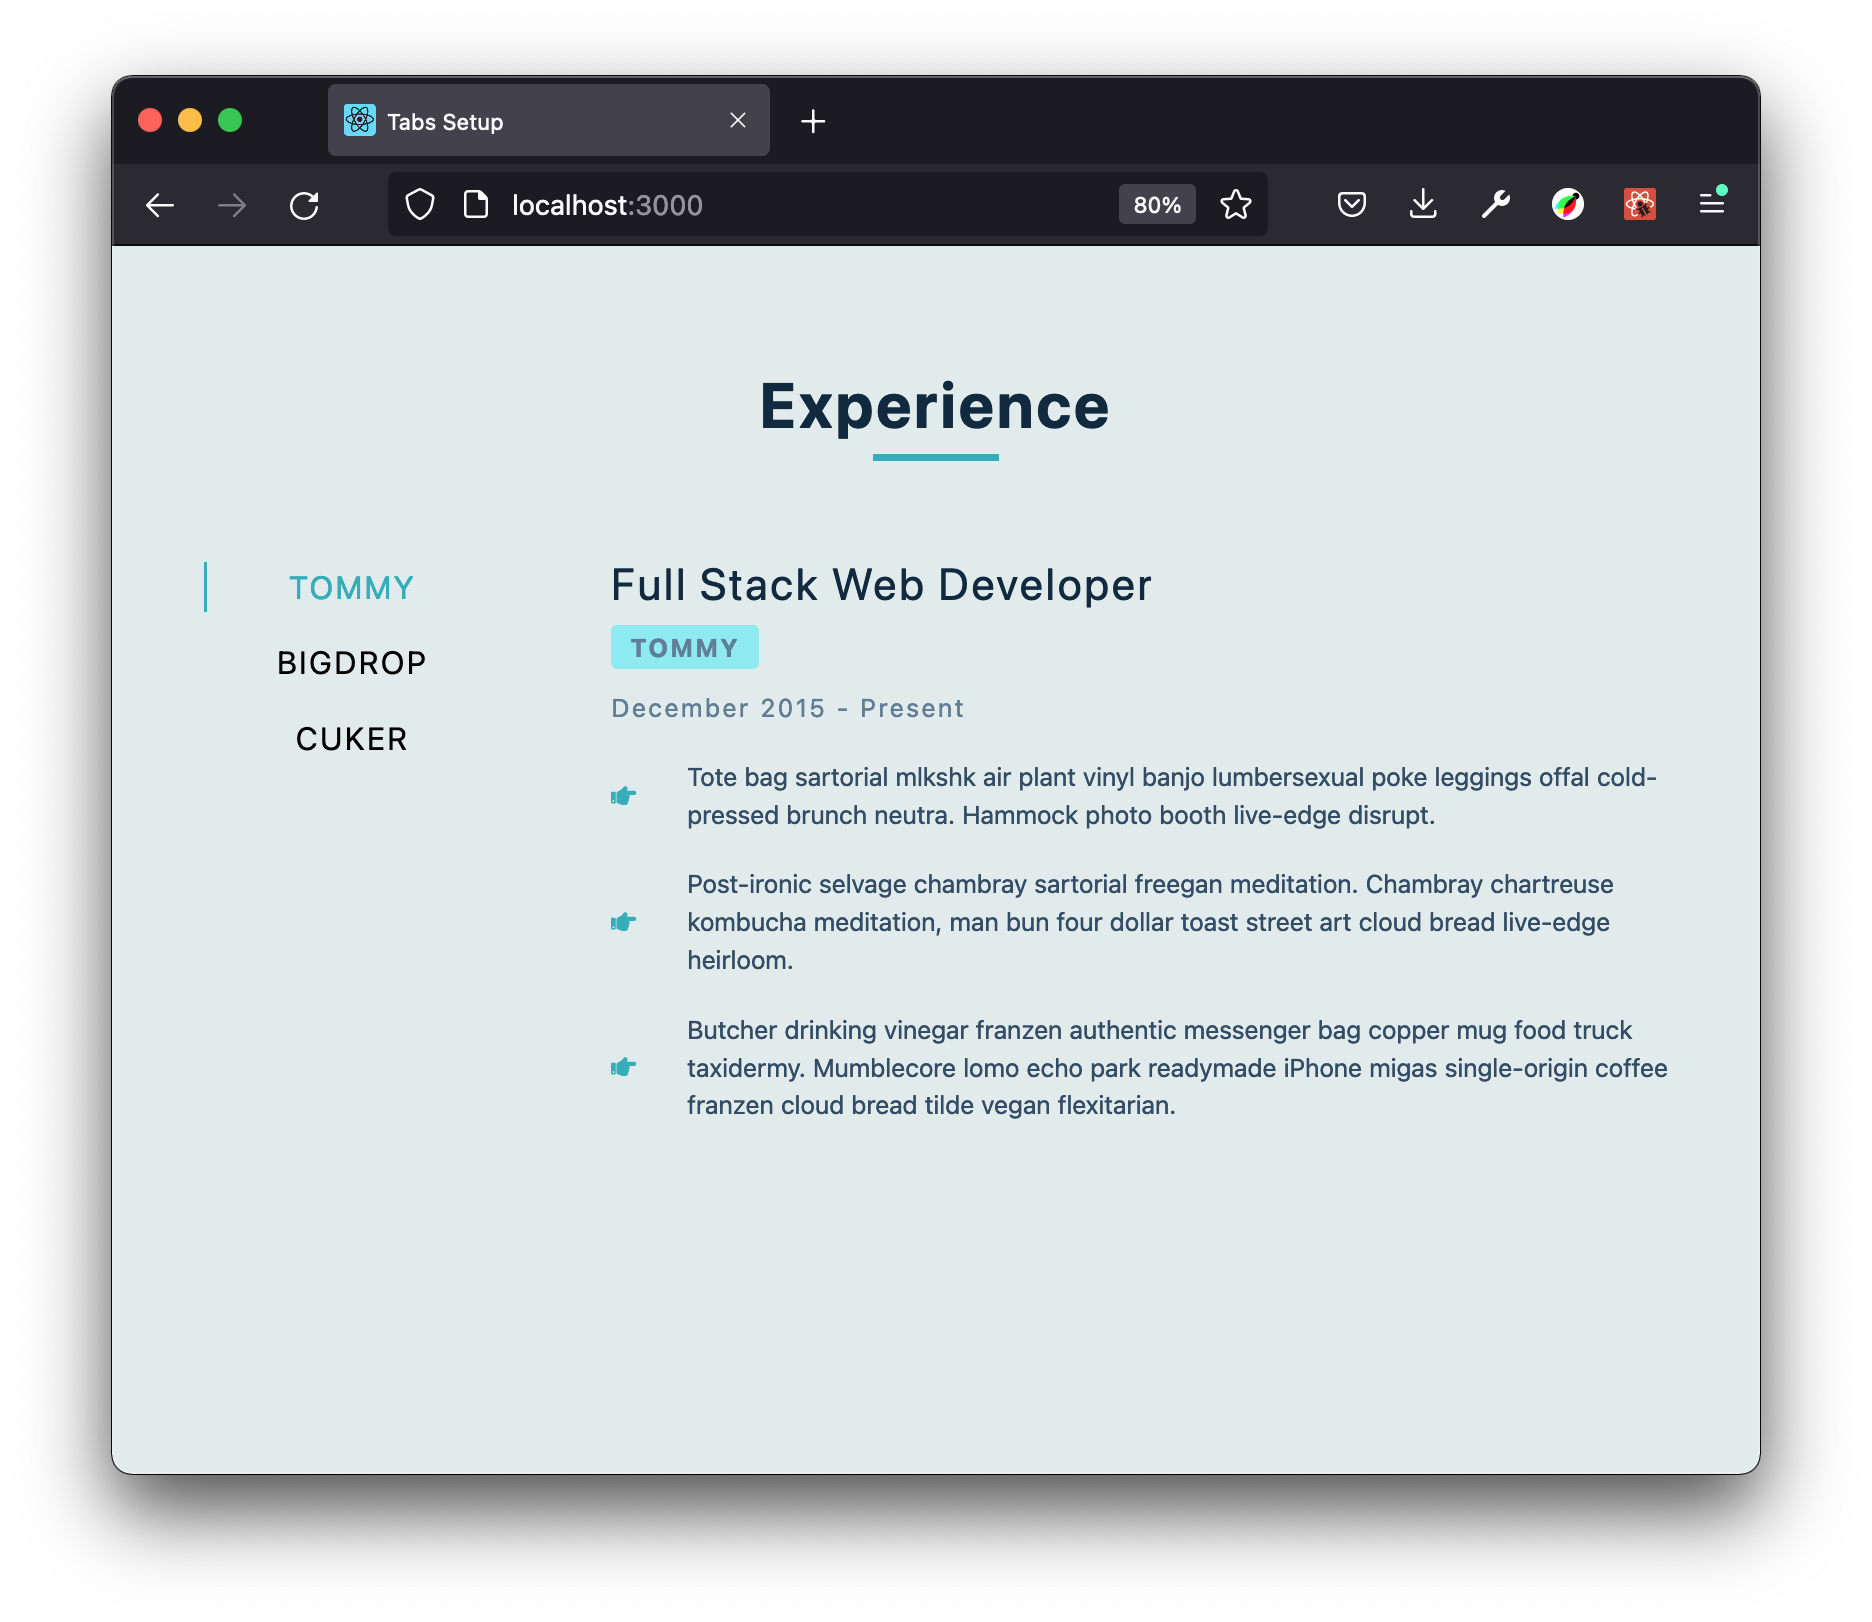 Tabs Setup
localhost:3000
80%
Experience
TOMMY
BIGDROP
CUKER
Full Stack Web Developer
TOMMY
December 2015 - Present
Tote bag sartorial mlkshk air plant vinyl banjo lumbersexual poke leggings offal cold-
pressed brunch neutra. Hammock photo booth live-edge disrupt.
Post-ironic selvage chambray sartorial freegan meditation. Chambray chartreuse
kombucha meditation, man bun four dollar toast street art cloud bread live-edge
heirloom.
Butcher drinking vinegar franzen authentic messenger bag copper mug food truck
taxidermy. Mumblecore lomo echo park readymade iPhone migas single-origin coffee
franzen cloud bread tilde vegan flexitarian.